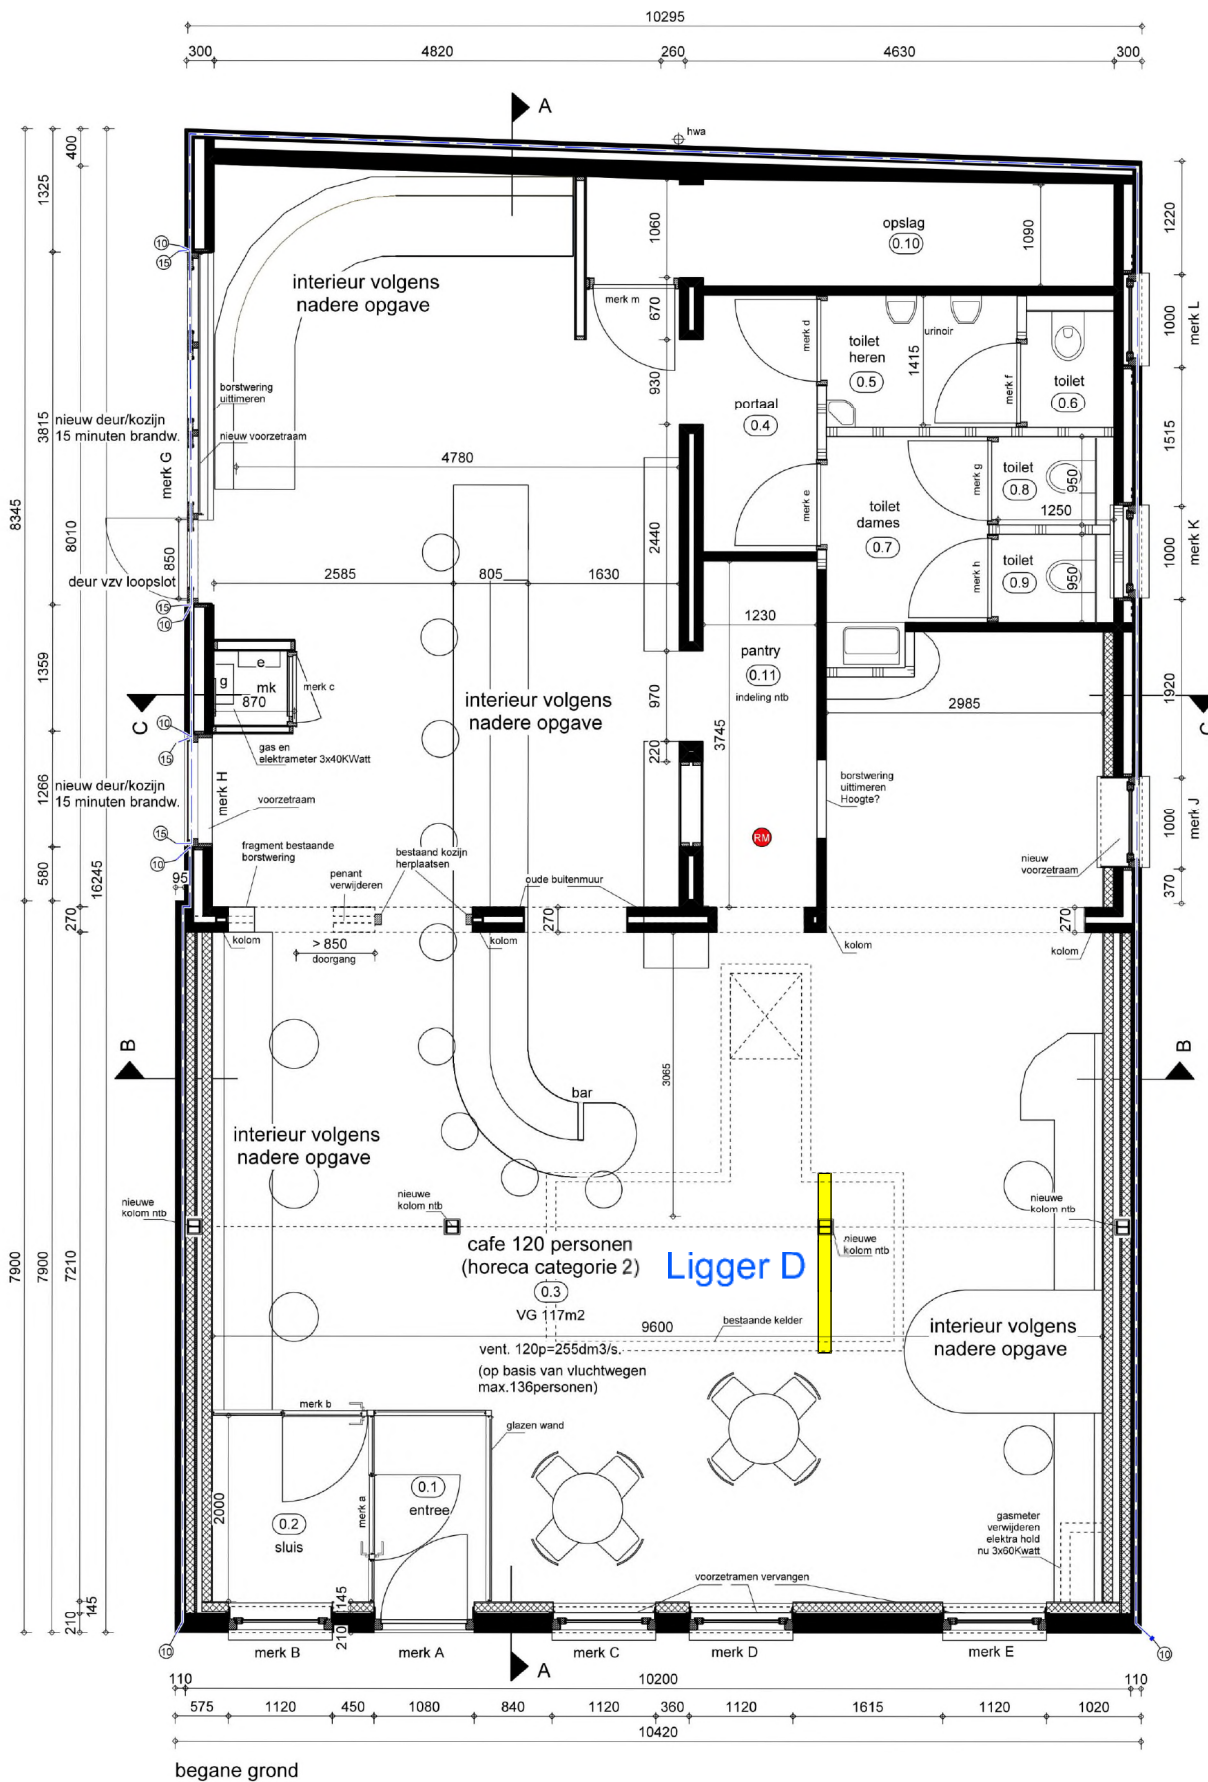 10295
300 4820 260 4630 300
A
hwa
400
1325
1060
opslag
0.10
1090
1220
10
15
interieur volgens
nadere opgave
merk m
670
merk d
toilet
heren
0.5
urinoir
1415
merk f
toilet
0.6
1000
merk L
borstwering
uittimeren
nieuw deur/kozijn
15 minuten brandw.
nieuw voorzetraam
3815
merk G
930
portaal
0.4
1515
4780
merk e
merk g
toilet
0.8
950
8345
8010
850
2440
toilet
dames
0.7
1250
1000
merk K
deur vzv loopslot
2585 805 1630
merk h
toilet
0.9
950
15
10
1230
pantry
0.11
indeling ntb
1359
e
g
mk
870
merk c
interieur volgens
nadere opgave
970
3745
2985
1920
C
C
10
15
gas en
elektrameter 3x40KWatt
220
nieuw deur/kozijn
15 minuten brandw.
1266
merk H
voorzetraam
borstwering
uittimeren
Hoogte?
RM
1000
merk J
15
10
fragment bestaande
borstwering
bestaand kozijn
herplaatsen
nieuw
voorzetraam
580
16245
95
penant
verwijderen
oude buitenmuur
370
270
270
270
kolom
> 850
doorgang
kolom
kolom
kolom
3065
B
B
bar
interieur volgens
nadere opgave
nieuwe
kolom ntb
nieuwe
kolom ntb
nieuwe
kolom ntb
nieuwe
kolom ntb
7900
7900
7210
cafe 120 personen
(horeca categorie 2)
0.3
VG 117m2
Ligger D
9600
bestaande kelder
interieur volgens
nadere opgave
vent. 120p=255dm3/s.
(op basis van vluchtwegen
max.136personen)
merk b
glazen wand
2000
merk a
0.1
entree
0.2
sluis
gasmeter
verwijderen
elektra hold
nu 3x60Kwatt
voorzetramen vervangen
145
210
145
210
10
10
merk B merk A merk C merk D merk E
A
110 10200 110
575 1120 450 1080 840 1120 360 1120 1615 1120 1020
10420
begane grond